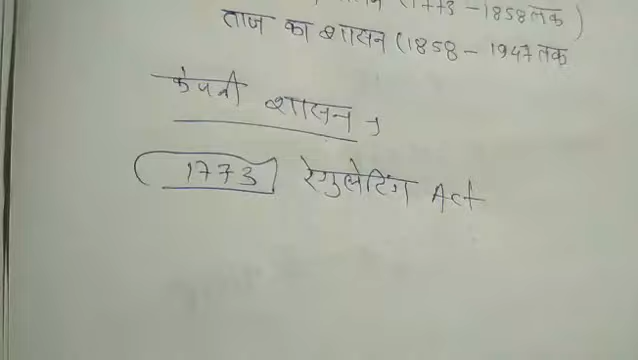 (1773 - 1858 तक)
ताज का शासन (1858 - 1947 तक
कंपनी शासन
1773 रेगुलेटिंग Act